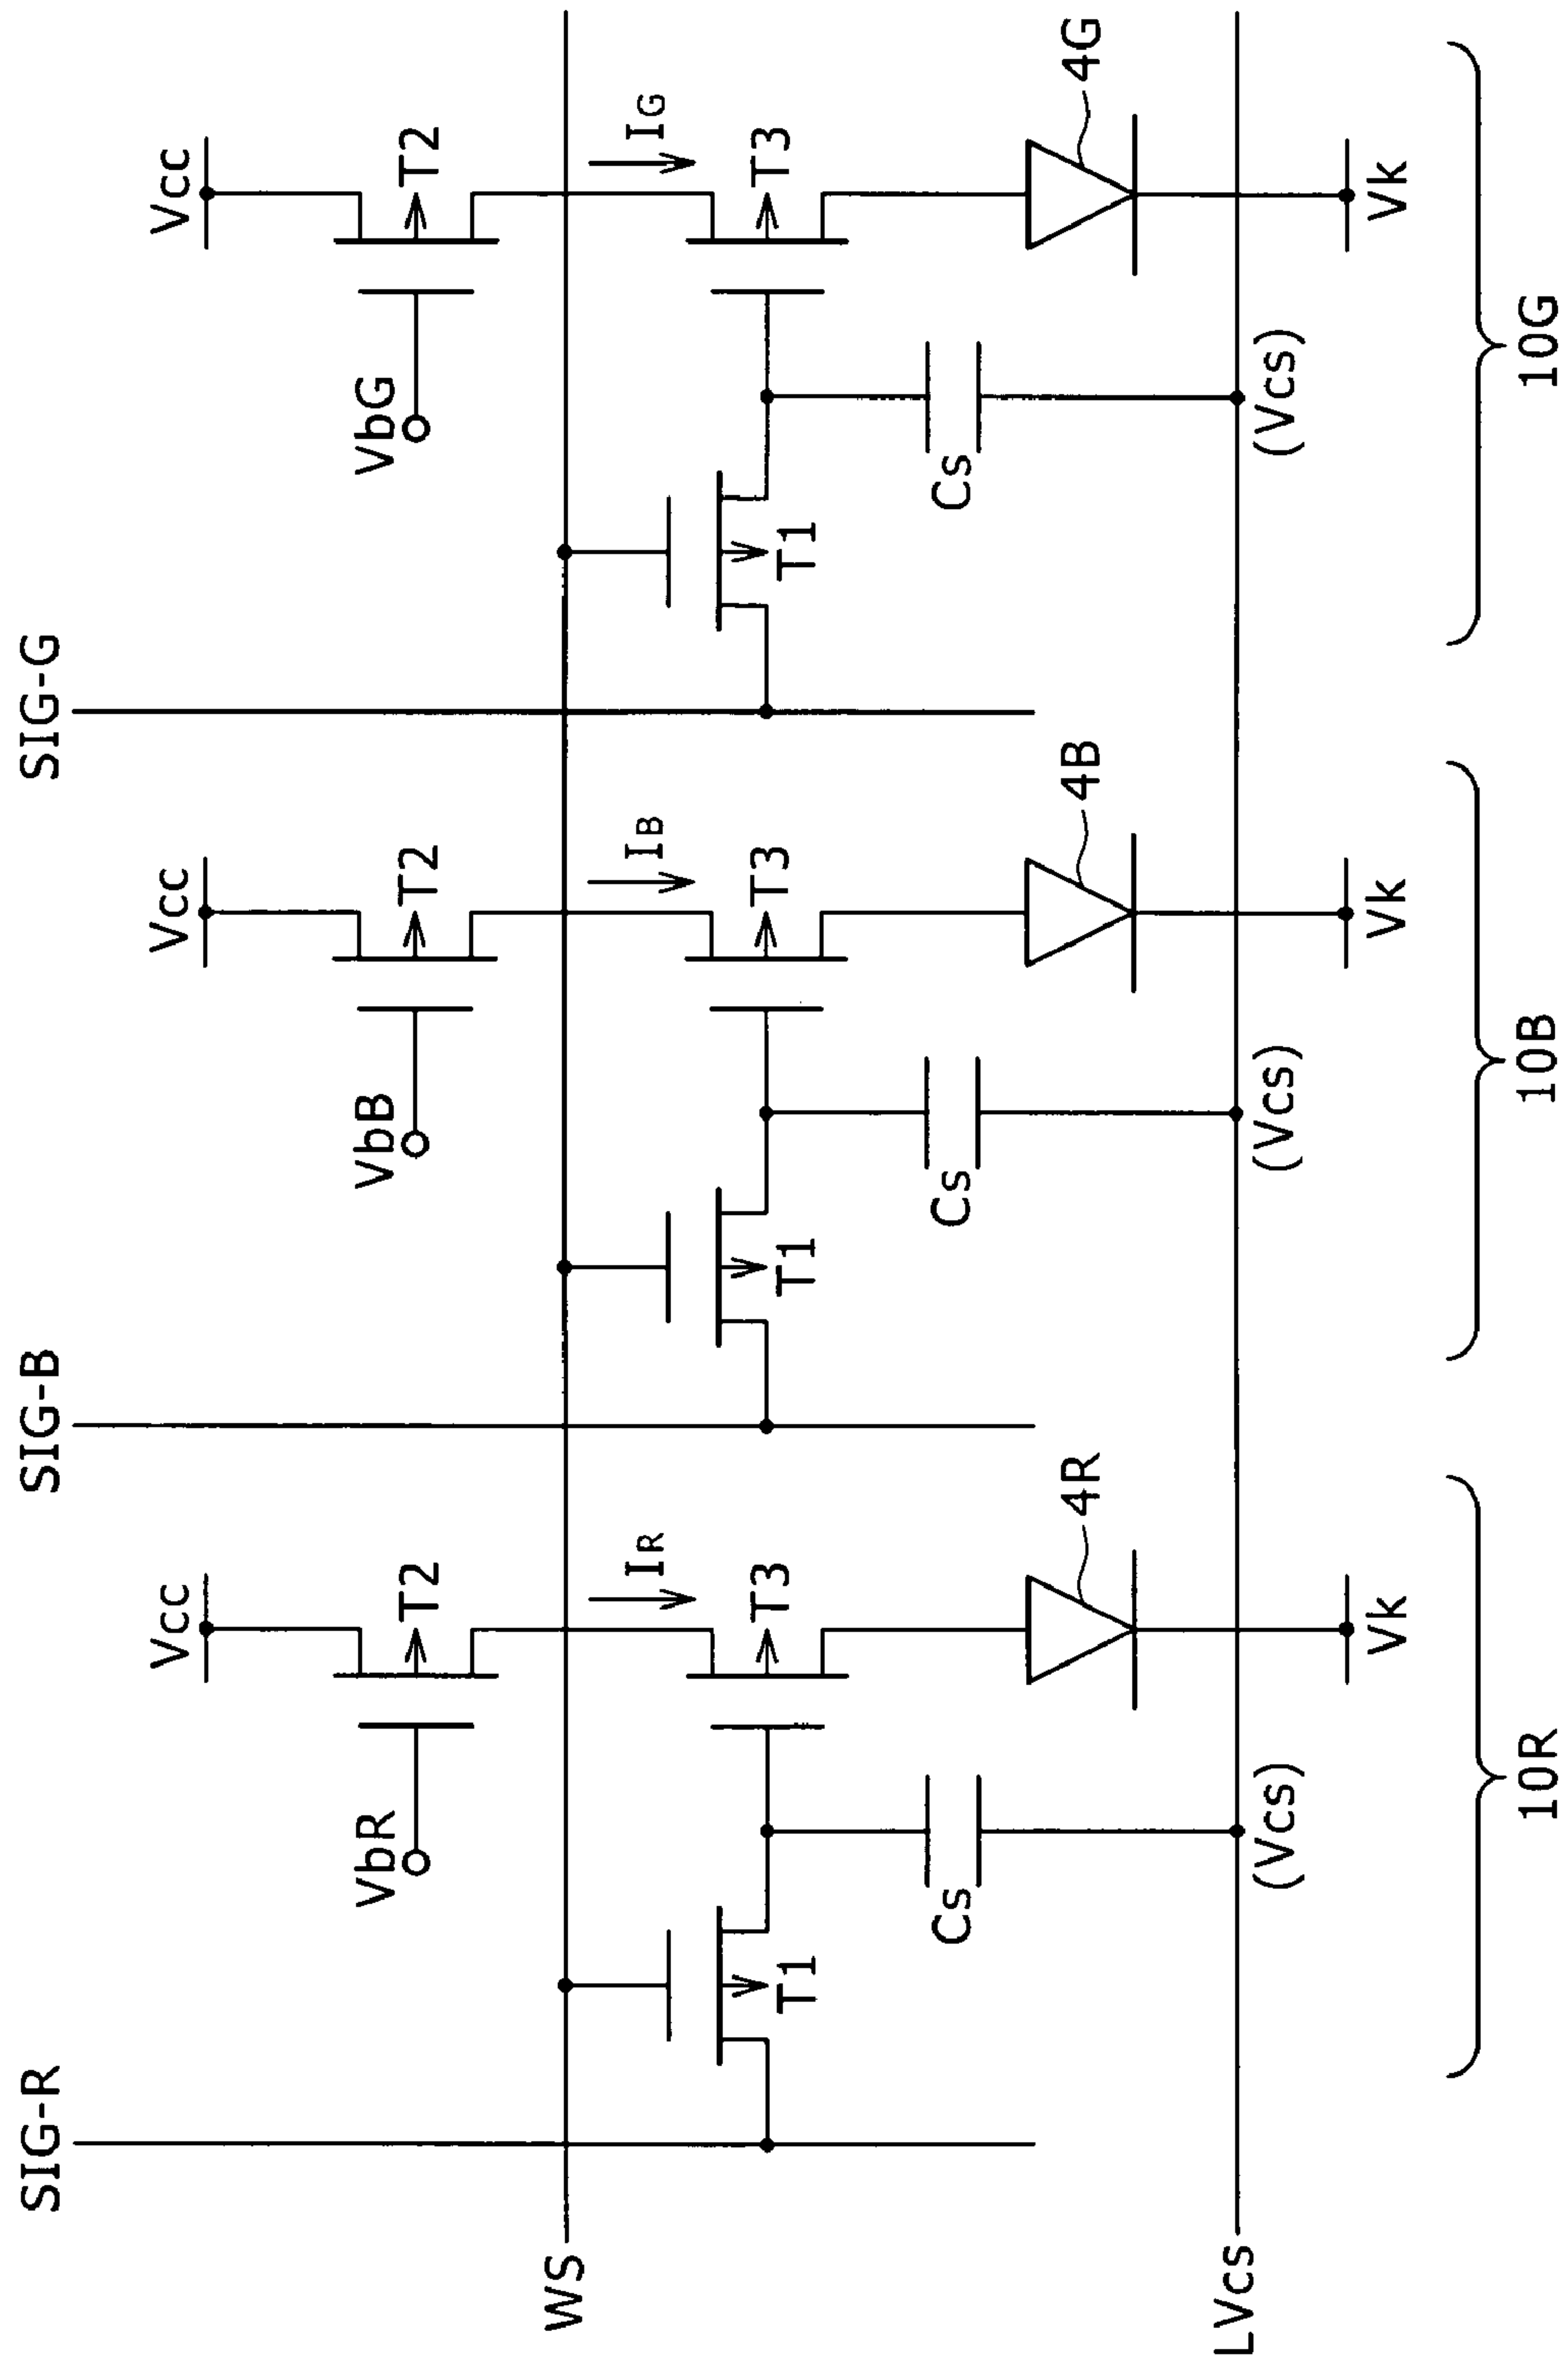 SIG-R SIG-B SIG-G
Vcc Vcc Vcc
VbR T2 VbB T2 VbG T2
WS
IR IB IG
T1 T3 T1 T3 T1 T3
Cs Cs Cs
4R 4B 4G
LVcs
(Vcs) (Vcs) (Vcs)
Vk Vk Vk
10R 10B 10G